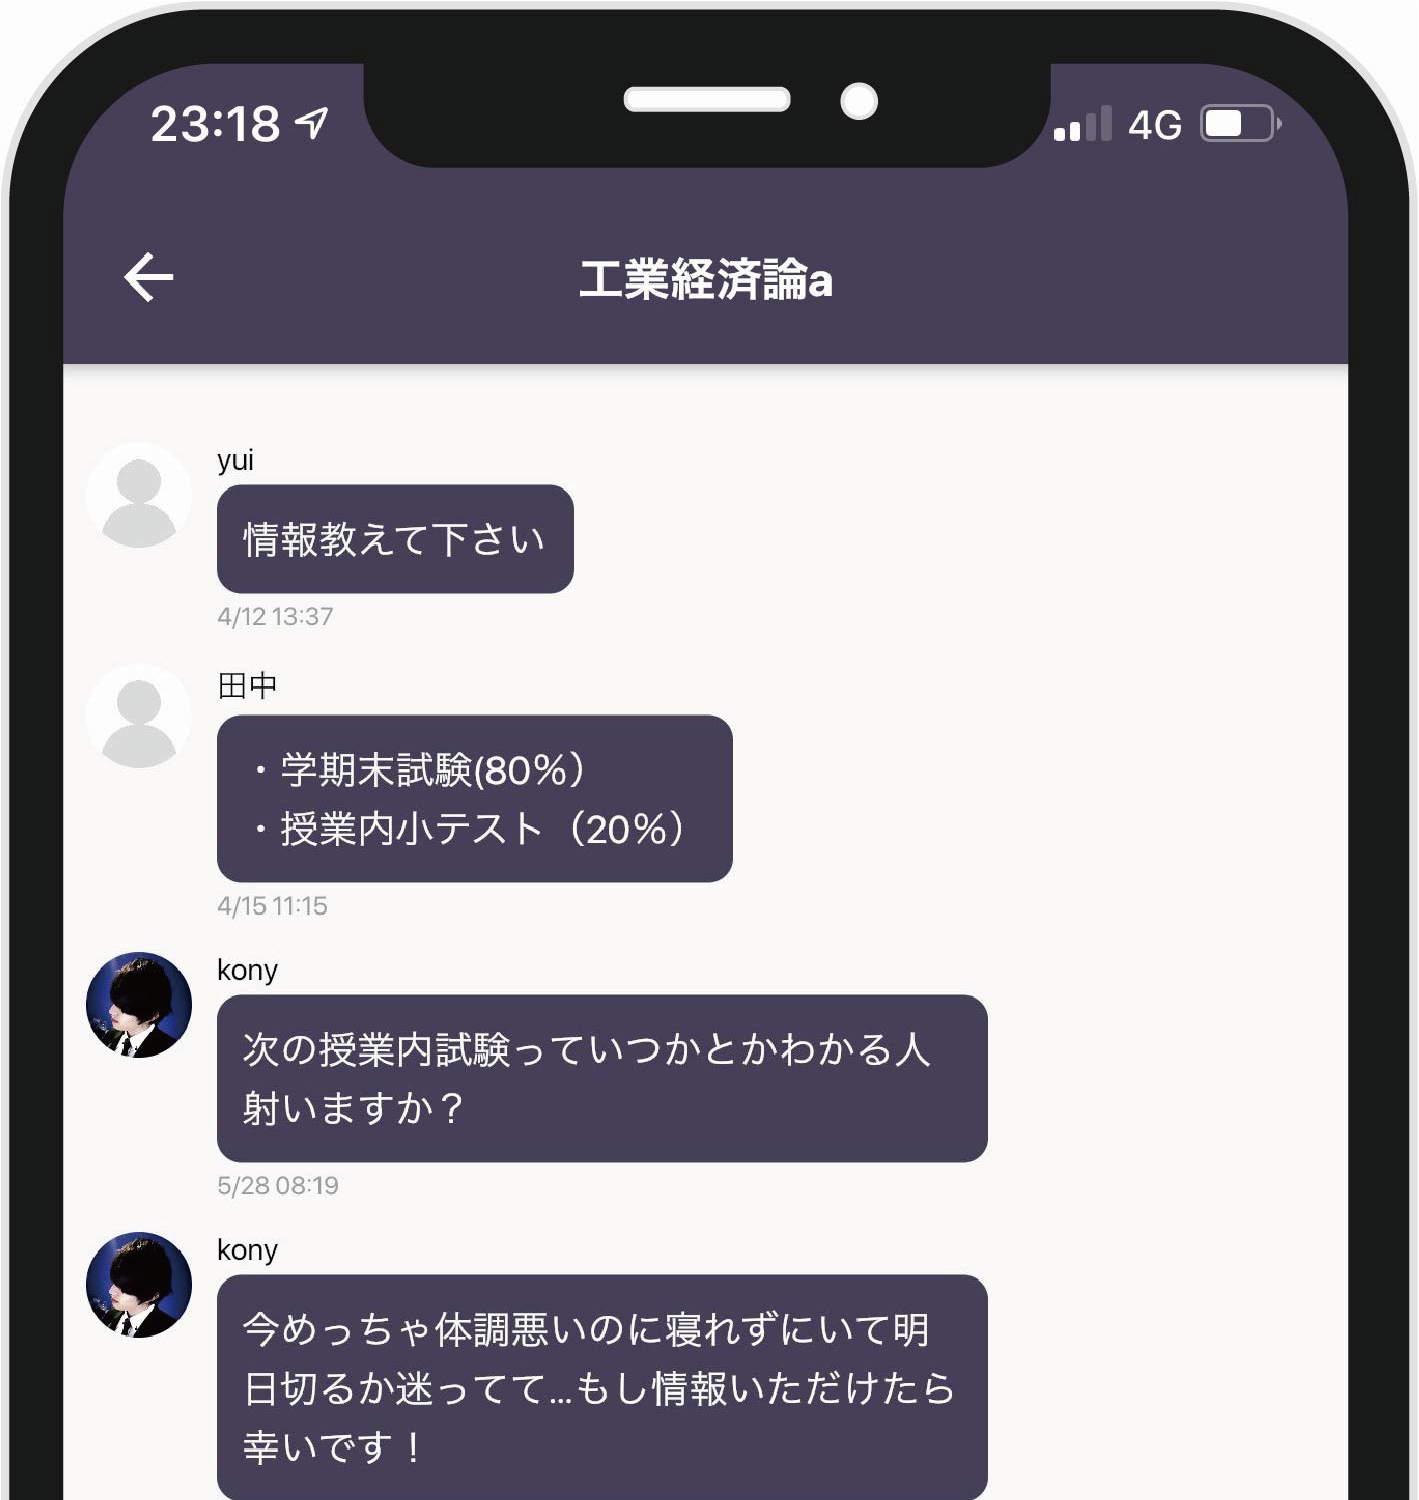 23:18
4G
工業経済論a
yui
情報教えて下さい
4/12 13:37
田中
・学期末試験(80%）
・授業内小テスト（20%）
4/15 11:15
kony
次の授業内試験っていつかとかわかる人
射いますか？
5/28 08:19
kony
今めっちゃ体調悪いのに寝れずにいて明
日切るか迷ってて...もし情報いただけたら
幸いです！